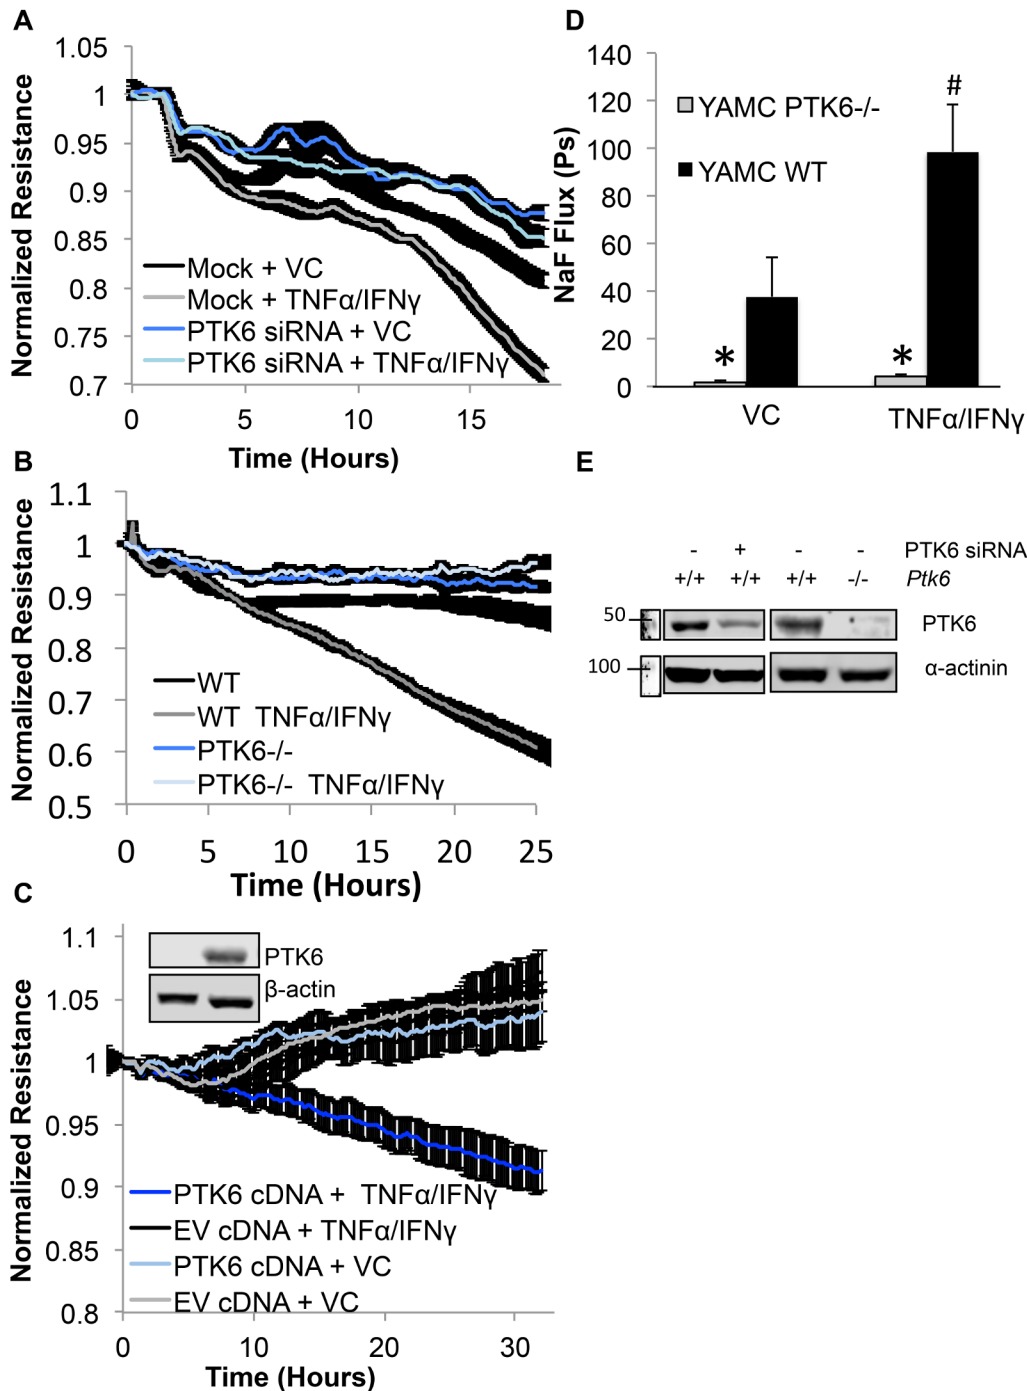 A
Normalized Resistance
1.05
1
0.95
0.9
0.85
0.8
0.75
0.7
Mock + VC
Mock + TNFα/IFNγ
PTK6 siRNA + VC
PTK6 siRNA + TNFα/IFNγ
0 5 10 15
Time (Hours)
B
Normalized Resistance
1.1
1
0.9
0.8
0.7
0.6
0.5
WT
WT TNFα/IFNγ
PTK6-/-
PTK6-/- TNFα/IFNγ
0 5 10 15 20 25
Time (Hours)
C
Normalized Resistance
1.1
1.05
1
0.95
0.9
0.85
0.8
PTK6
β-actin
PTK6 cDNA + TNFα/IFNγ
EV cDNA + TNFα/IFNγ
PTK6 cDNA + VC
EV cDNA + VC
0 10 20 30
Time (Hours)
D
NaF Flux (Ps)
140
120
100
80
60
40
20
0
YAMC PTK6-/-
YAMC WT
* * #
VC TNFα/IFNγ
E
- + - - PTK6 siRNA
+/+ +/+ +/+ -/- Ptk6
50 PTK6
100 α-actinin